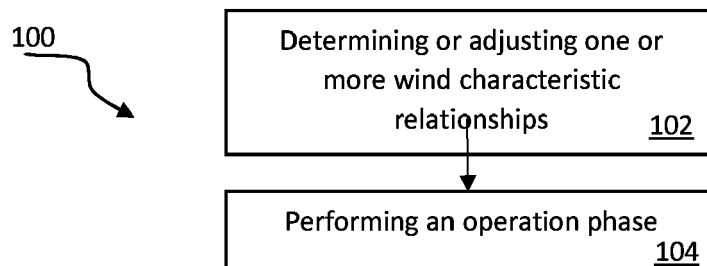 100
Determining or adjusting one or
more wind characteristic
relationships
102
Performing an operation phase
104